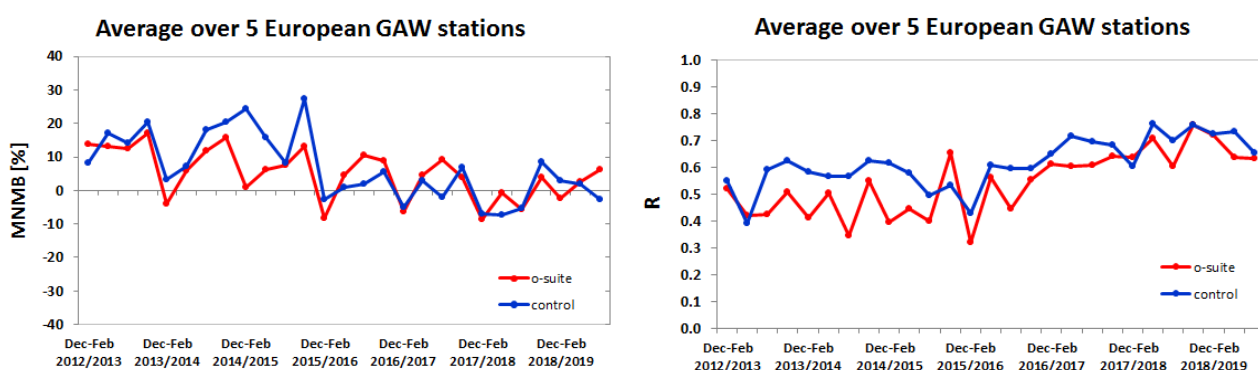 Average over 5 European GAW stations
MNMB [%]
40
30
20
10
0
-10
-20
-30
-40
o-suite
control
Dec-Feb Dec-Feb Dec-Feb Dec-Feb Dec-Feb Dec-Feb Dec-Feb
2012/2013 2013/2014 2014/2015 2015/2016 2016/2017 2017/2018 2018/2019
Average over 5 European GAW stations
R
1.0
0.9
0.8
0.7
0.6
0.5
0.4
0.3
0.2
0.1
0.0
o-suite
control
Dec-Feb Dec-Feb Dec-Feb Dec-Feb Dec-Feb Dec-Feb Dec-Feb
2012/2013 2013/2014 2014/2015 2015/2016 2016/2017 2017/2018 2018/2019